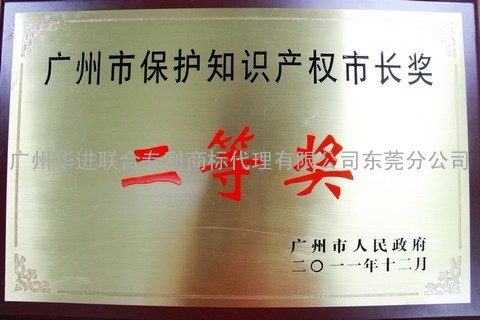 广州市保护知识产权市长奖
广州华进联合专利商标代理有限公司东莞分公司
二等奖
广州市人民政府
二〇一一年十二月